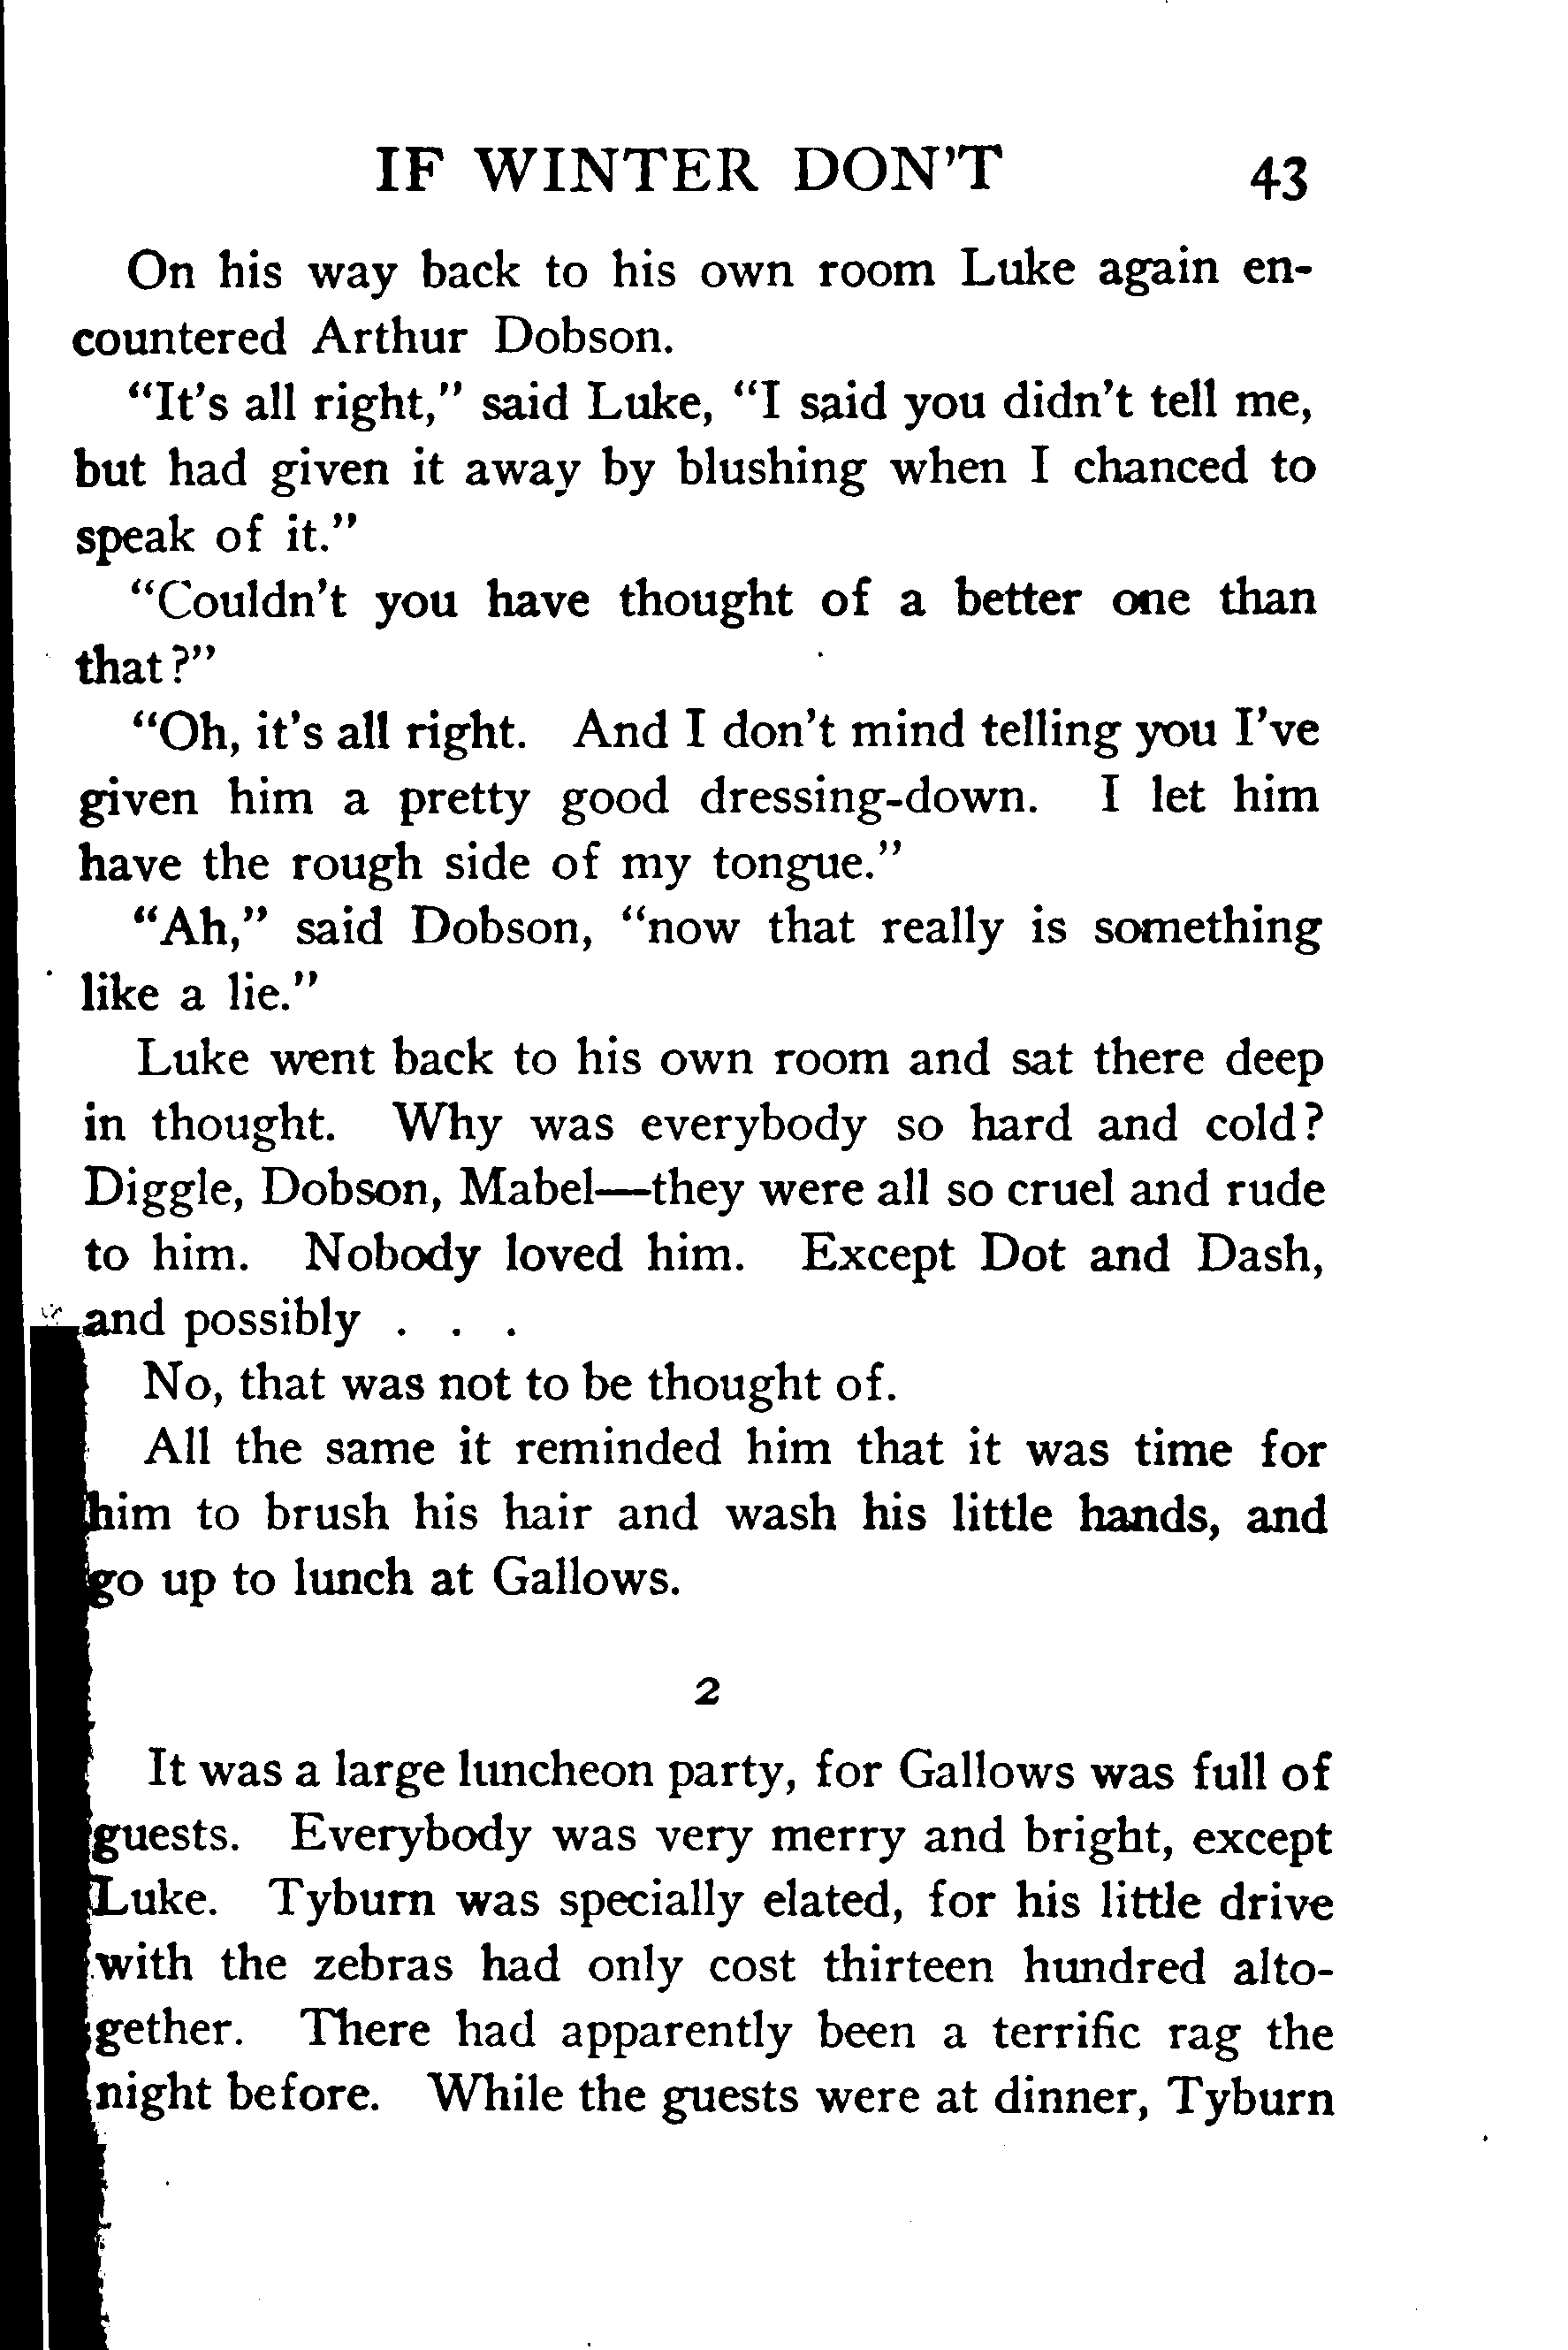 IF WINTER DON'T 43
On his way back to his own room Luke again en-
countered Arthur Dobson.
"It's all right," said Luke, "I said you didn't tell me,
but had given it away by blushing when I chanced to
speak of it."
"Couldn't you have thought of a better one than
that?"
"Oh, it's all right. And I don't mind telling you I've
given him a pretty good dressing-down. I let him
have the rough side of my tongue."
"Ah," said Dobson, "now that really is something
like a lie."
Luke went back to his own room and sat there deep
in thought. Why was everybody so hard and cold?
Diggle, Dobson, Mabel—they were all so cruel and rude
to him. Nobody loved him. Except Dot and Dash,
and possibly . . .
No, that was not to be thought of.
All the same it reminded him that it was time for
him to brush his hair and wash his little hands, and
go up to lunch at Gallows.
2
It was a large luncheon party, for Gallows was full of
guests. Everybody was very merry and bright, except
Luke. Tyburn was specially elated, for his little drive
with the zebras had only cost thirteen hundred alto-
gether. There had apparently been a terrific rag the
night before. While the guests were at dinner, Tyburn